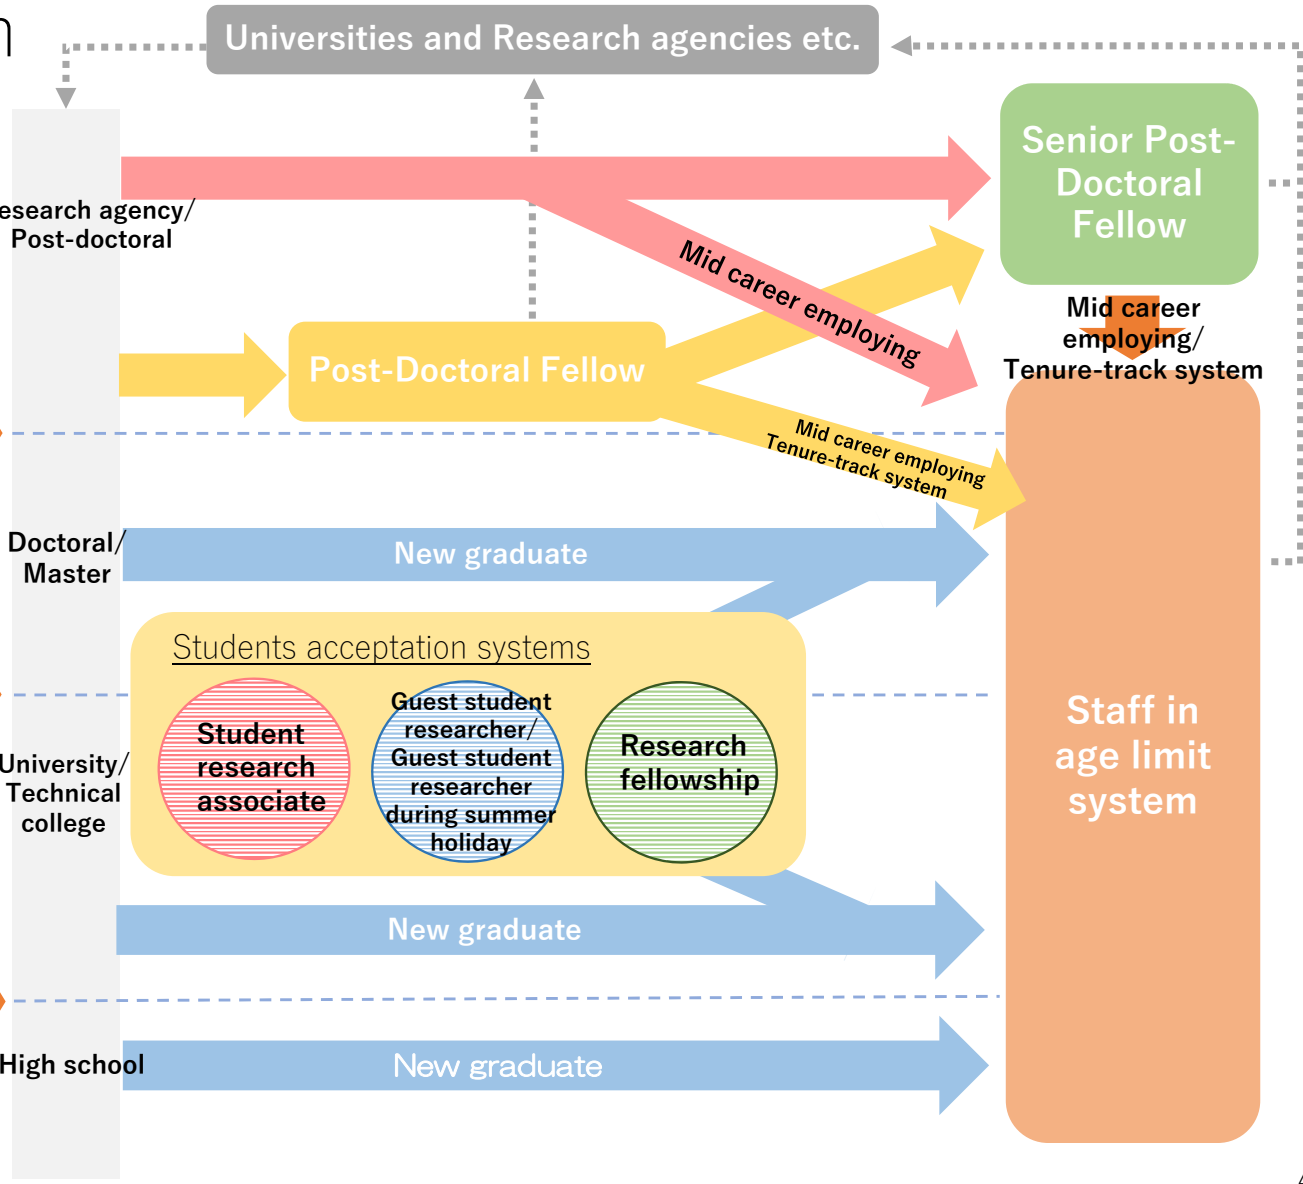 n
Universities and Research agencies etc.
Senior Post-
Doctoral
Fellow
esearch agency/
Post-doctoral
Mid career employing
Mid career
employing/
Tenure-track system
Post-Doctoral Fellow
Mid career employing
Tenure-track system
Doctoral/
Master
New graduate
Students acceptation systems
Student
research
associate
Guest student
researcher/
Guest student
researcher
during summer
holiday
Research
fellowship
Staff in
age limit
system
University/
Technical
college
New graduate
High school
New graduate